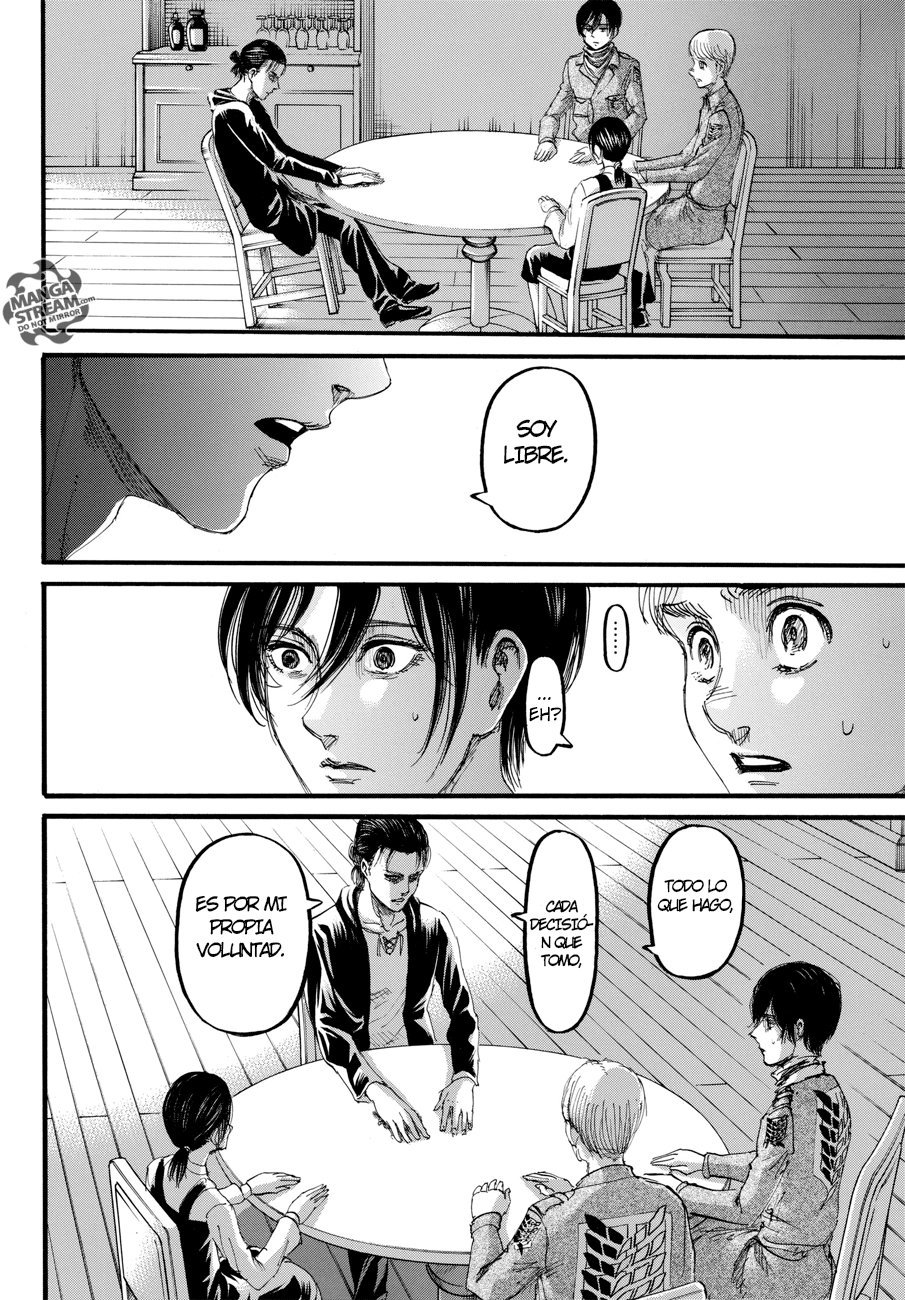 MANGA
STREAM.com
DO NOT MIRROR
SOY
LIBRE.
......
...
EH?
TODO LO
QUE HAGO,
CADA
DECISIÓ-
N QUE
TOMO,
ES POR MI
PROPIA
VOLUNTAD.